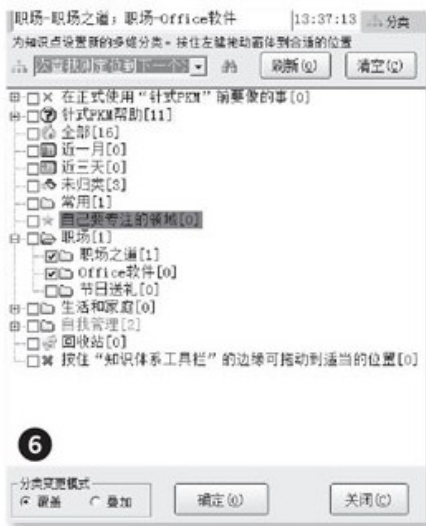 职场-职场之道；职场-Office软件 13:37:13 分类
为知识点设置新的多维分类。按住左键拖动窗体到合适的位置
刷新(Q) 清空(C)
在正式使用“针式PKM”前要做的事[0]
针式PKM帮助[11]
全部[16]
近一月[0]
近三天[0]
未归类[3]
常用[1]
自己要专注的领域[0]
职场[1]
职场之道[1]
Office软件[0]
节日送礼[0]
生活和家庭[0]
自我管理[2]
回收站[0]
按住“知识体系工具栏”的边缘可拖动到适当的位置[0]
6
分类变更模式
覆盖 叠加 确定(O) 关闭(C)